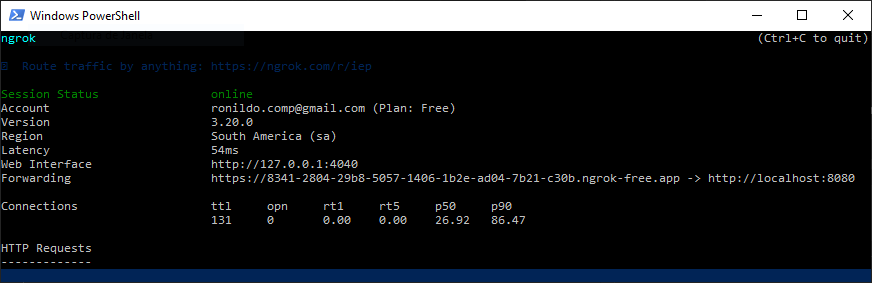 Windows PowerShell
ngrok (Ctrl+C to quit)
Route traffic by anything: https://ngrok.com/r/iep
Session Status online
Account ronildo.comp@gmail.com (Plan: Free)
Version 3.20.0
Region South America (sa)
Latency 54ms
Web Interface http://127.0.0.1:4040
Forwarding https://8341-2804-29b8-5057-1406-1b2e-ad04-7b21-c30b.ngrok-free.app -> http://localhost:8080
Connections ttl opn rt1 rt5 p50 p90
131 0 0.00 0.00 26.92 86.47
HTTP Requests
-------------